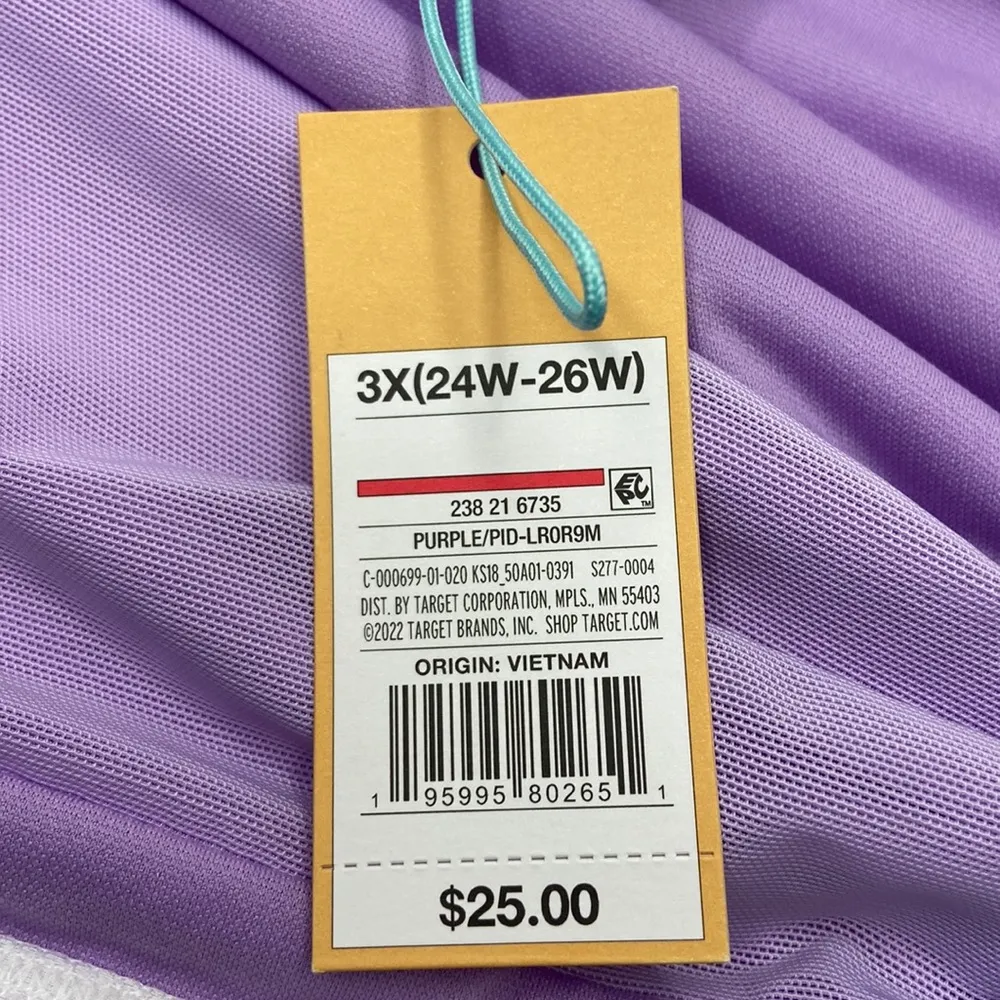 3X(24W-26W)
EPC TM
238 21 6735
PURPLE/PID-LR0R9M
C-000699-01-020 KS18_50A01-0391 S277-0004
DIST. BY TARGET CORPORATION, MPLS., MN 55403
©2022 TARGET BRANDS, INC. SHOP TARGET.COM
ORIGIN: VIETNAM
1 95995 80265 1
$25.00